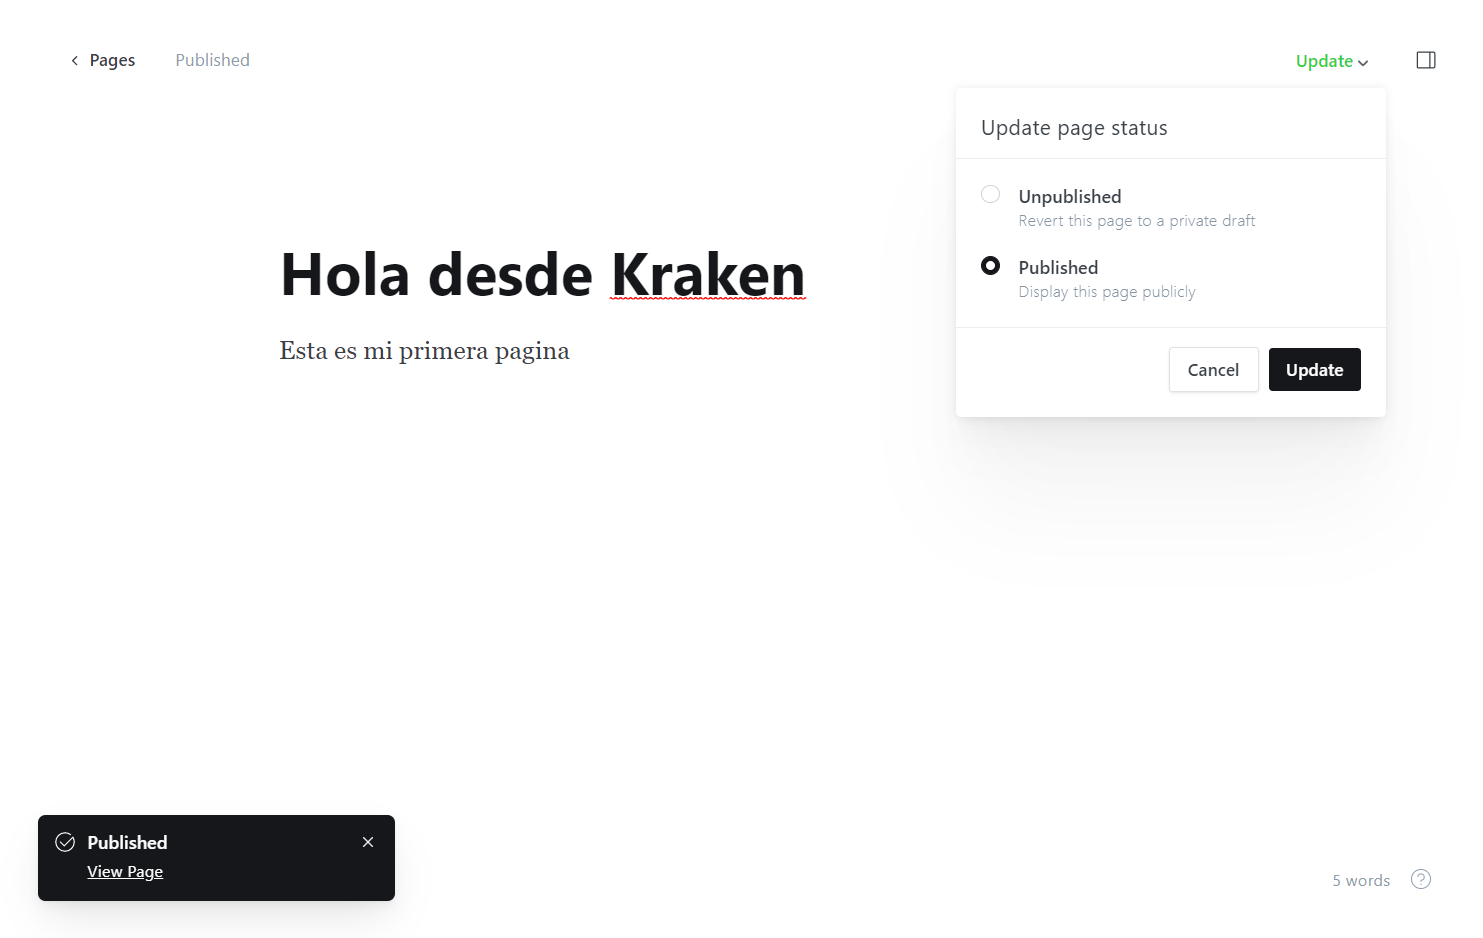 Pages
Published
Update
Update page status
Unpublished
Revert this page to a private draft
Published
Display this page publicly
Cancel
Update
Hola desde Kraken
Esta es mi primera pagina
Published
View Page
5 words
?